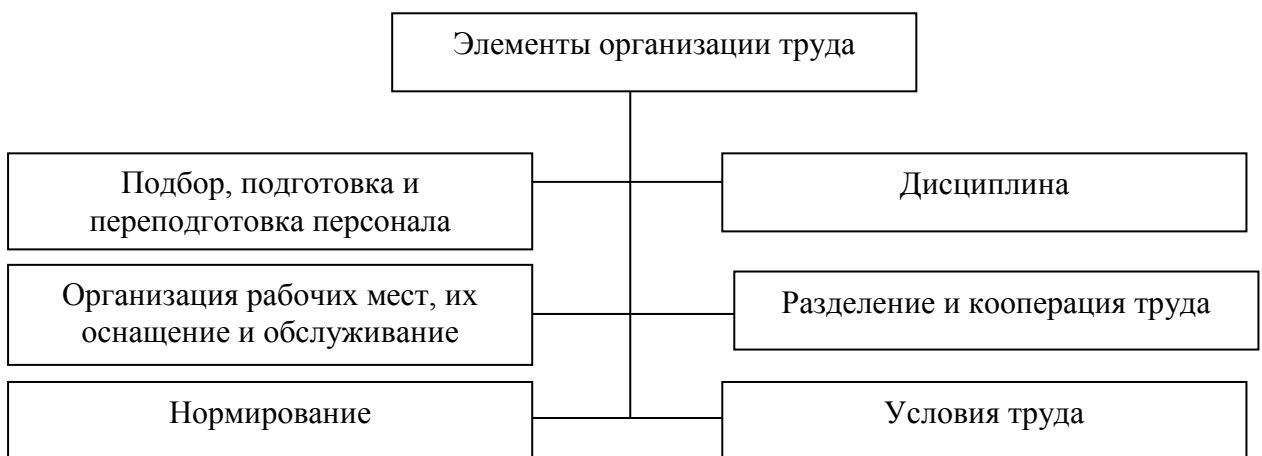 Элементы организации труда
Подбор, подготовка и
переподготовка персонала
Дисциплина
Организация рабочих мест, их
оснащение и обслуживание
Разделение и кооперация труда
Нормирование
Условия труда